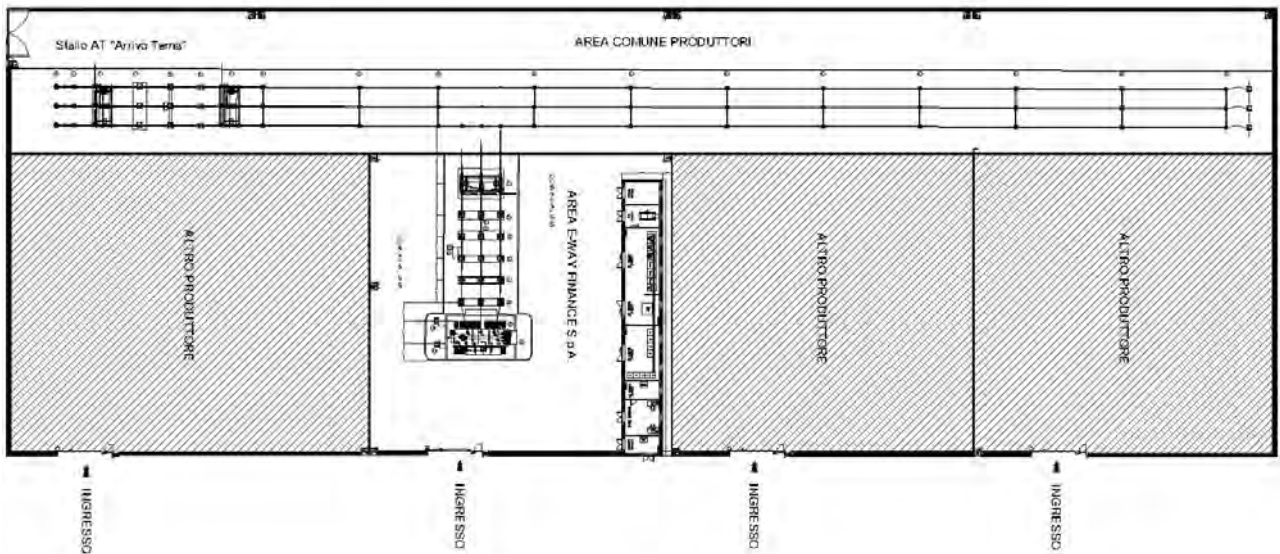 Stallo AT "Arrivo Terna"
AREA COMUNE PRODUTTORI
ALTRO PRODUTTORE
AREA E-WAY FINANCE S.p.A
ALTRO PRODUTTORE
ALTRO PRODUTTORE
INGRESSO
INGRESSO
INGRESSO
INGRESSO